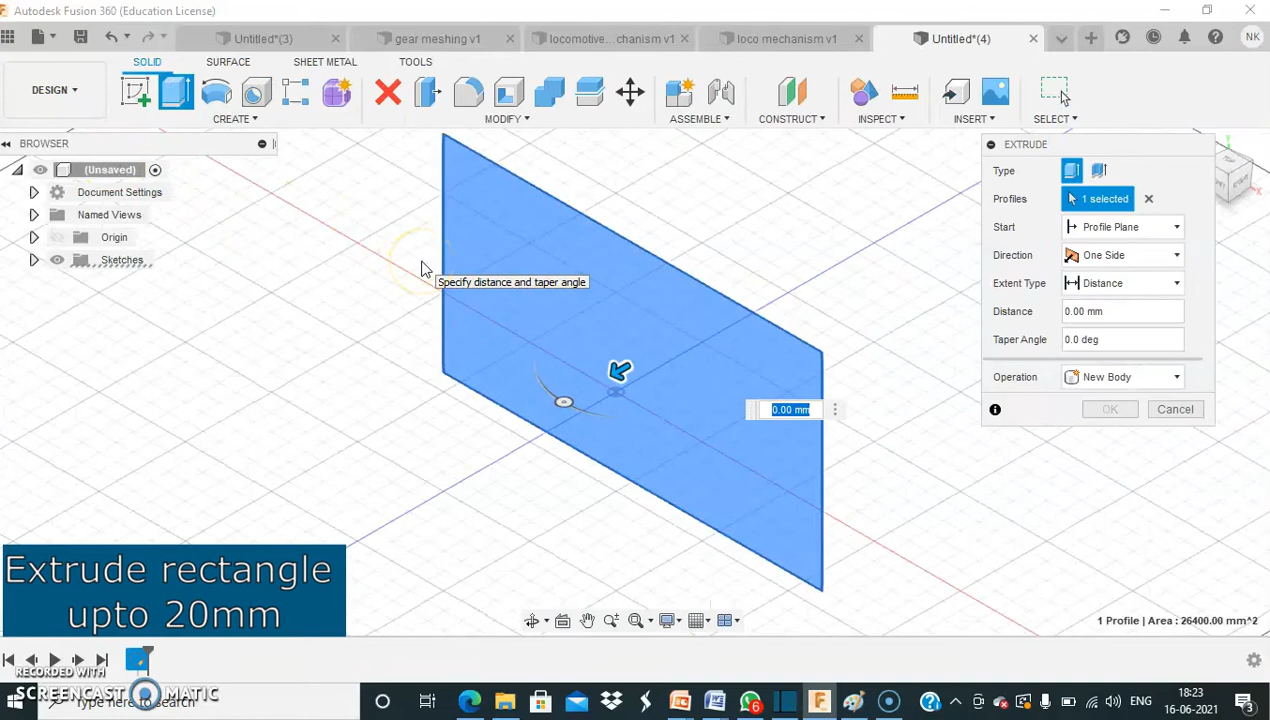 Autodesk Fusion 360 (Education License)
Untitled*(3)
gear meshing v1
locomotive...chanism v1
loco mechanism v1
Untitled*(4)
NK
SOLID
SURFACE
SHEET METAL
TOOLS
DESIGN
CREATE
MODIFY
ASSEMBLE
CONSTRUCT
INSPECT
INSERT
SELECT
BROWSER
(Unsaved)
Document Settings
Named Views
Origin
Sketches
Specify distance and taper angle
0.00 mm
EXTRUDE
Type
Profiles 1 selected
Start Profile Plane
Direction One Side
Extent Type Distance
Distance 0.00 mm
Taper Angle 0.0 deg
Operation New Body
OK Cancel
Extrude rectangle
upto 20mm
1 Profile | Area : 26400.00 mm^2
RECORDED WITH
SCREENCAST MATIC
Type here to search
6
ENG
18:23
16-06-2021
3